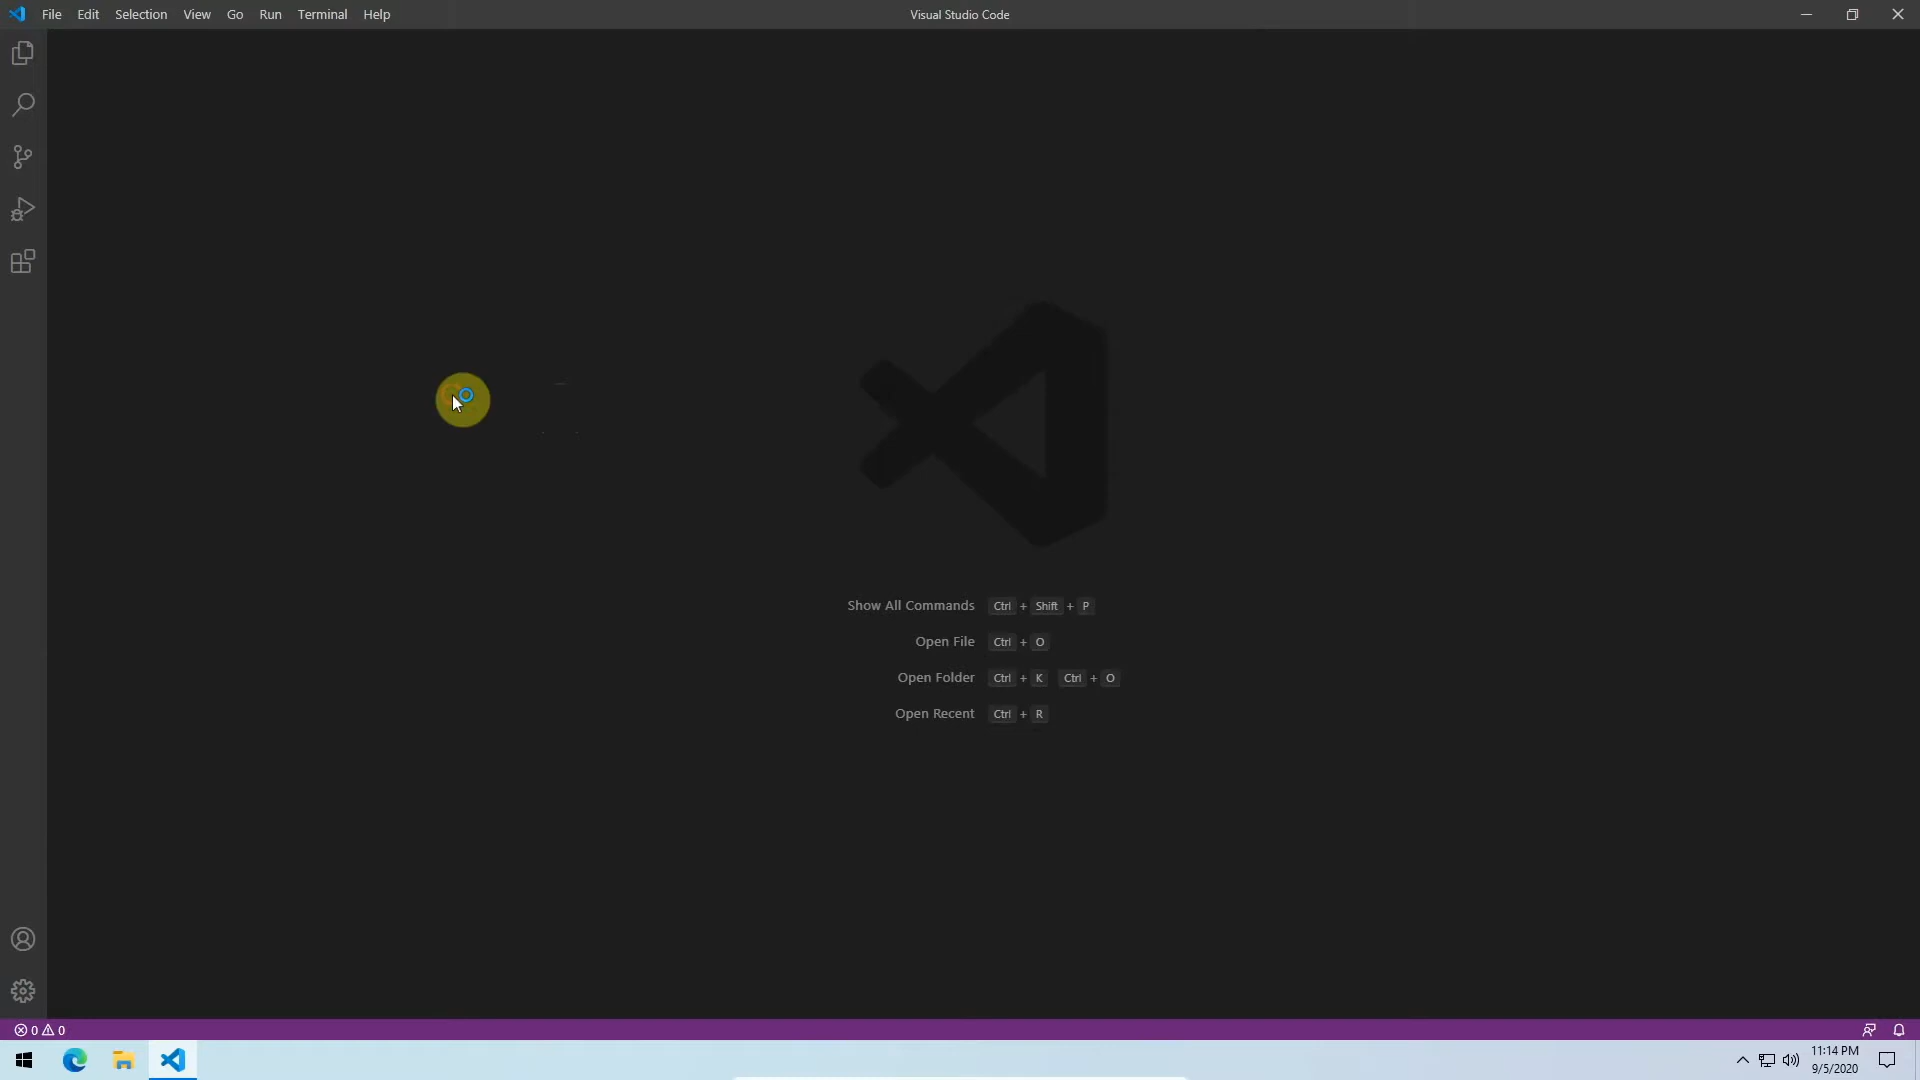 File Edit Selection View Go Run Terminal Help
Visual Studio Code
Show All Commands Ctrl + Shift + P
Open File Ctrl + O
Open Folder Ctrl + K Ctrl + O
Open Recent Ctrl + R
0 0
11:14 PM
9/5/2020